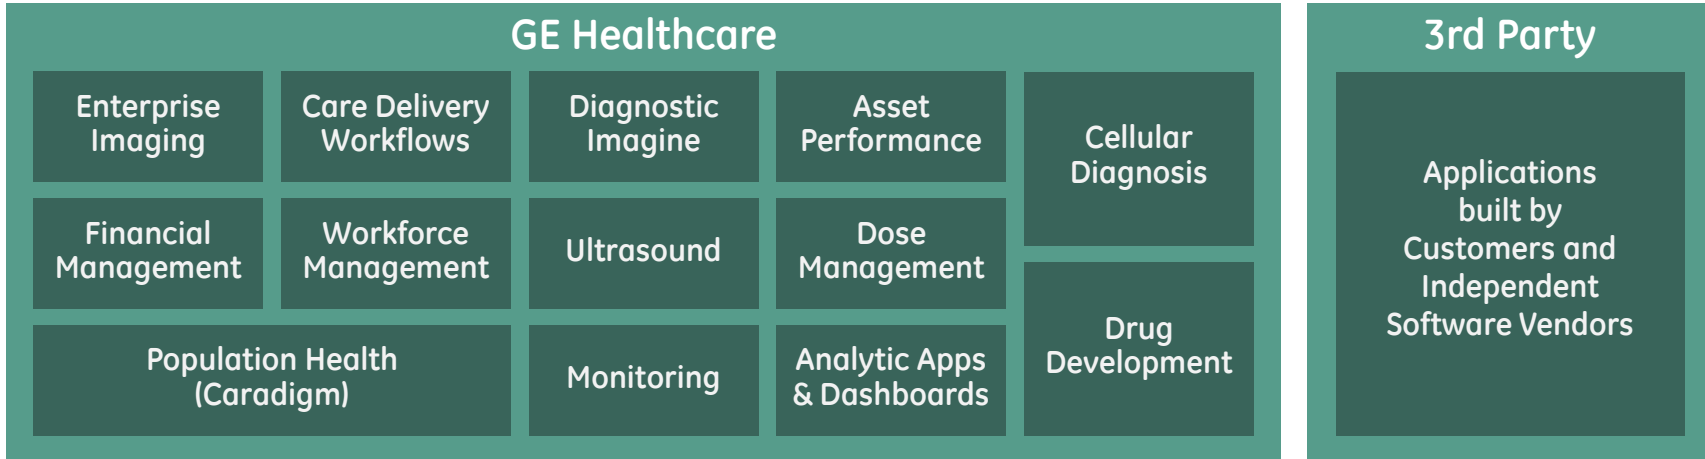 GE Healthcare
Enterprise
Imaging
Care Delivery
Workflows
Diagnostic
Imagine
Asset
Performance
Cellular
Diagnosis
Financial
Management
Workforce
Management
Ultrasound
Dose
Management
Drug
Development
Population Health
(Caradigm)
Monitoring
Analytic Apps
& Dashboards
3rd Party
Applications
built by
Customers and
Independent
Software Vendors